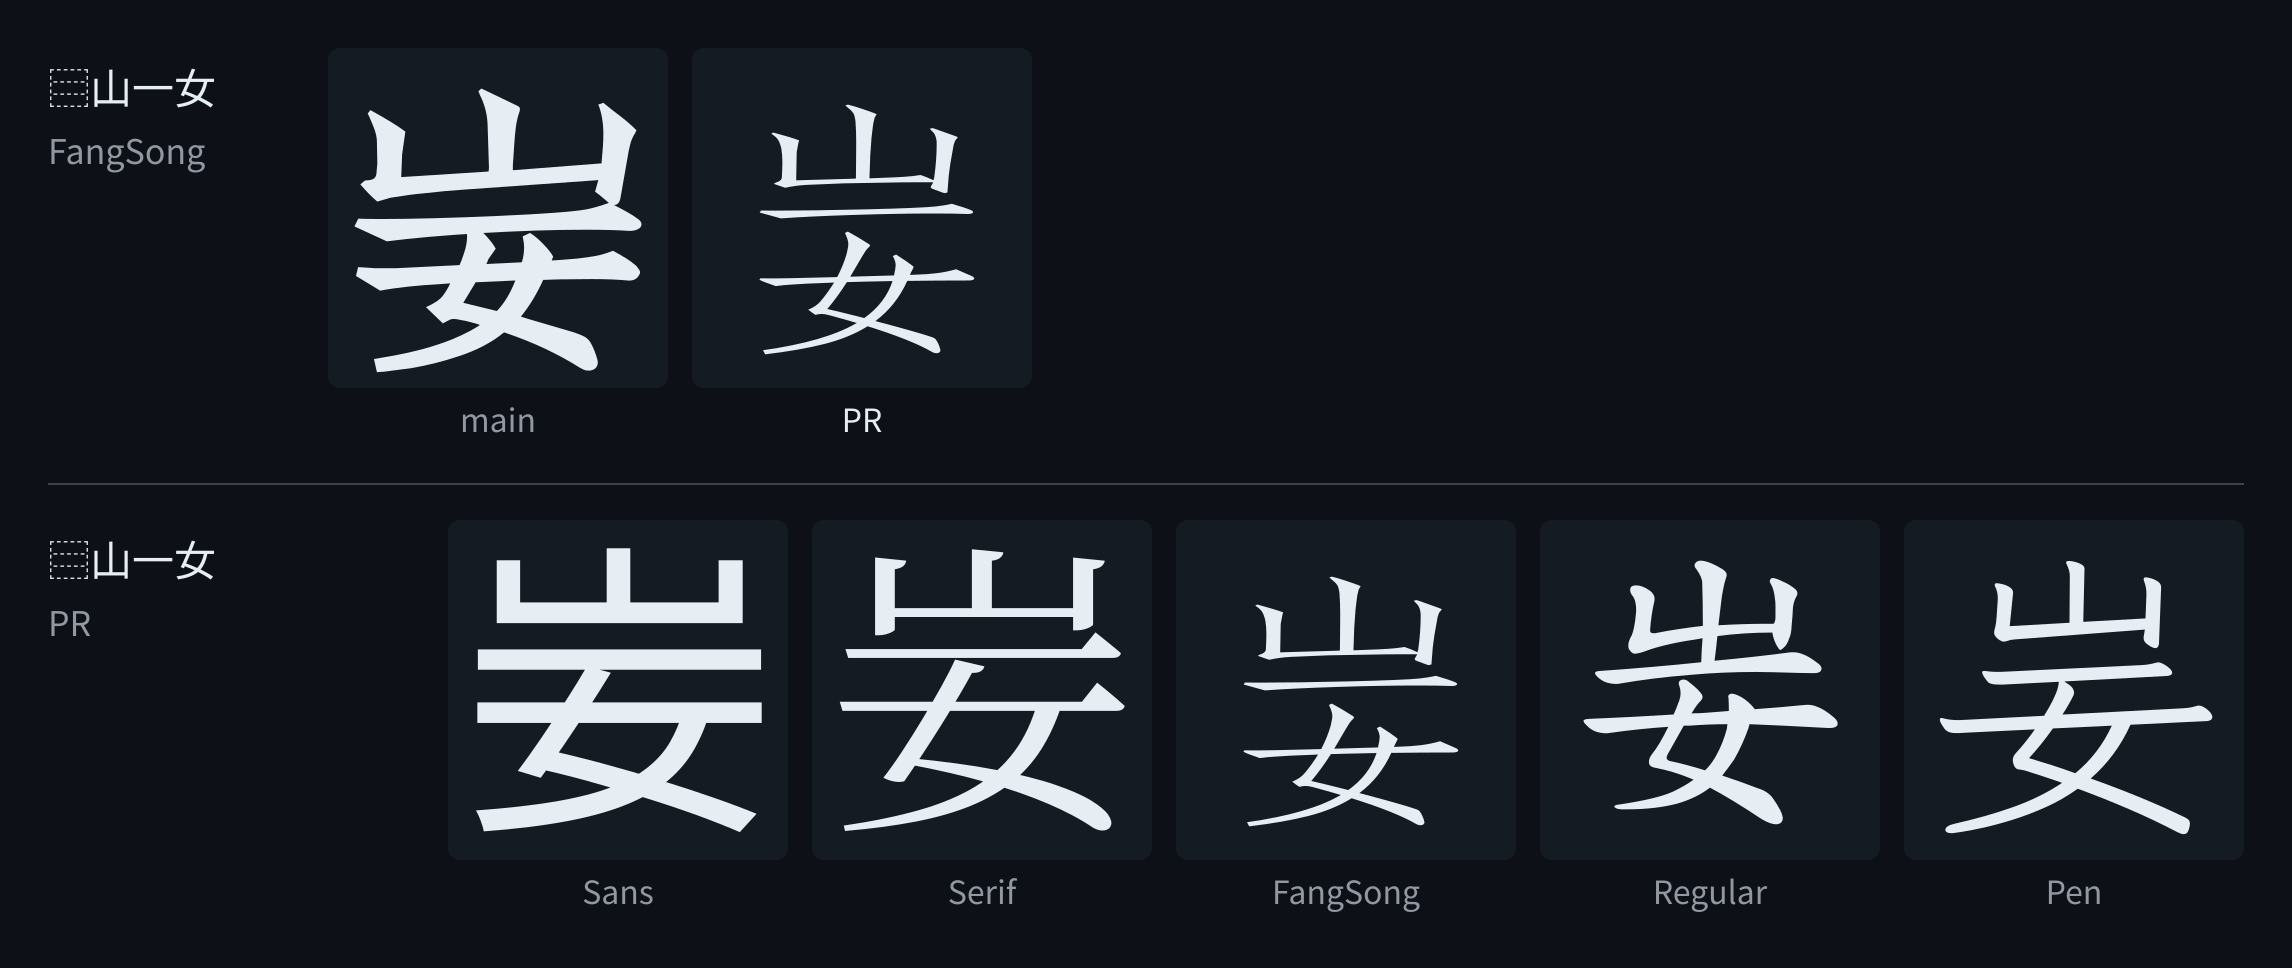 ⿳山一女
FangSong
main
PR
⿳山一女
PR
Sans
Serif
FangSong
Regular
Pen